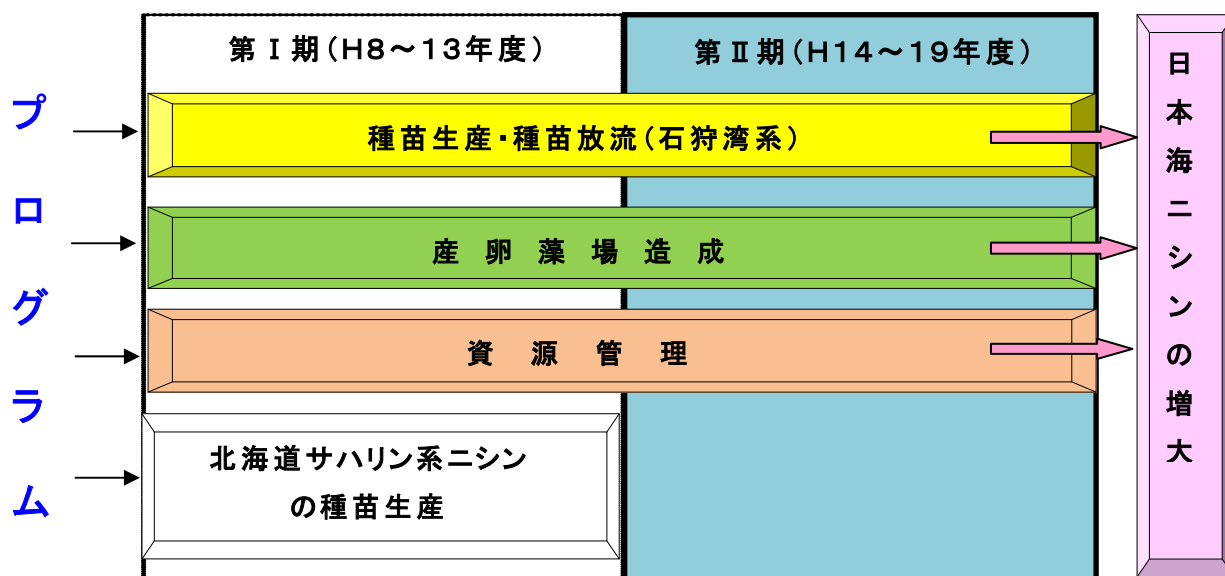 プログラム
第Ⅰ期(H8～13年度)
第Ⅱ期(H14～19年度)
種苗生産・種苗放流(石狩湾系)
産卵藻場造成
資源管理
北海道サハリン系ニシン
の種苗生産
日本海ニシンの増大